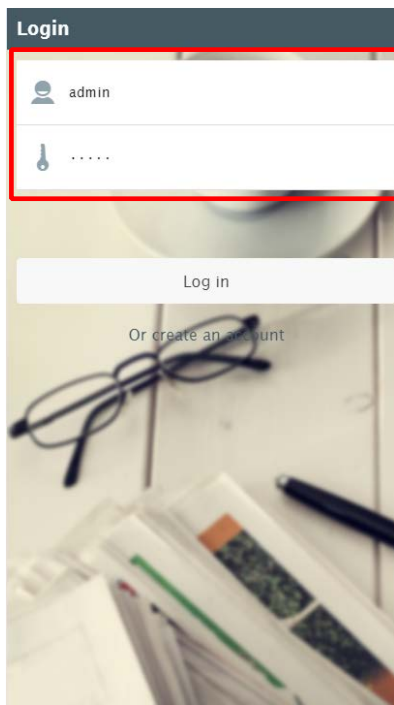 Login
admin
.....
Log in
Or create an account